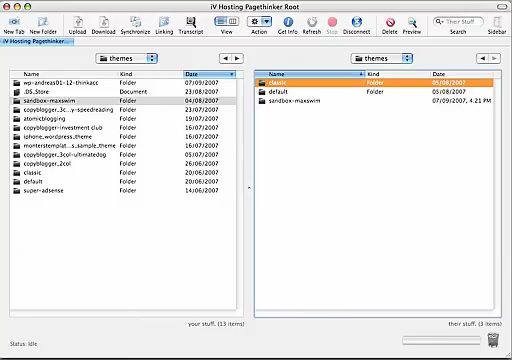 iV Hosting Pagethinker Root
New Tab New Folder Upload Download Synchronize Linking Transcript View Action Get Info Refresh Stop Disconnect Delete Preview Search Sidebar
Their Stuff
iV Hosting Pagethinker...
themes
themes
Name Kind Date
wp-andreas01-12-thinkacc Folder 07/09/2007
.DS_Store Document 23/08/2007
sandbox-maxswim Folder 04/08/2007
copyblogger_3c...y-speedreading Folder 23/07/2007
atomicblogging Folder 19/07/2007
copyblogger-investment club Folder 16/07/2007
iphone_wordpress_theme Folder 16/07/2007
monterstemplat..._sample_theme Folder 12/07/2007
copyblogger_3col-ultimatedog Folder 05/07/2007
copyblogger_2col Folder 26/06/2007
classic Folder 20/06/2007
default Folder 20/06/2007
super-adsense Folder 14/06/2007
Name Kind Date
classic Folder 05/08/2007
default Folder 05/08/2007
sandbox-maxswim Folder 07/09/2007, 4:21 PM
your stuff. (13 items)
their stuff. (3 items)
Status: Idle